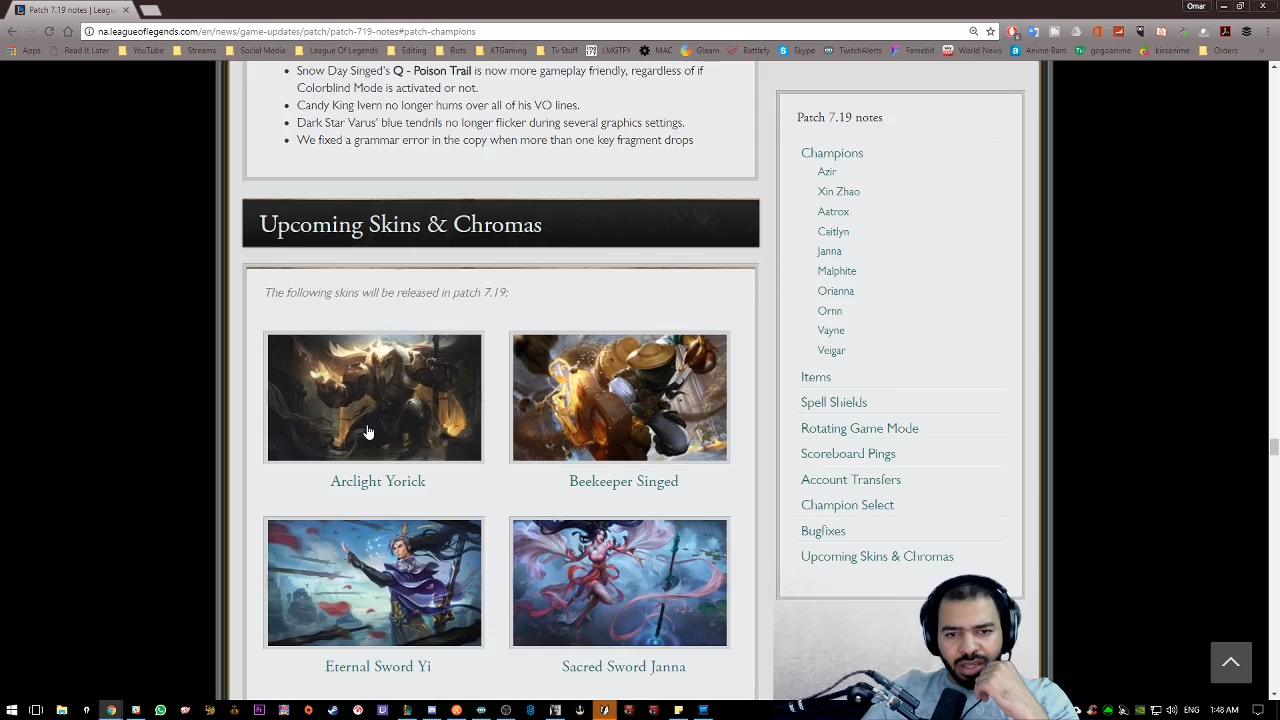 Patch 7.19 notes | Leagu
Omar
na.leagueoflegends.com/en/news/game-updates/patch/patch-719-notes#patch-champions
Apps Read It Later YouTube Streams Social Media League Of Legends Editing Bots KTGaming Tv Stuff LMGTFY MAC Gleam Battlefy Skype TwitchAlerts Famebit World News Anime Bam gogoanime kissanime Orders
Snow Day Singed's Q - Poison Trail is now more gameplay friendly, regardless of if
Colorblind Mode is activated or not.
Candy King Ivern no longer hums over all of his VO lines.
Dark Star Varus' blue tendrils no longer flicker during several graphics settings.
We fixed a grammar error in the copy when more than one key fragment drops
Upcoming Skins & Chromas
The following skins will be released in patch 7.19:
Arclight Yorick
Beekeeper Singed
Eternal Sword Yi
Sacred Sword Janna
Patch 7.19 notes
Champions
Azir
Xin Zhao
Aatrox
Caitlyn
Janna
Malphite
Orianna
Ornn
Vayne
Veigar
Items
Spell Shields
Rotating Game Mode
Scoreboard Pings
Account Transfers
Champion Select
Bugfixes
Upcoming Skins & Chromas
ENG 1:48 AM